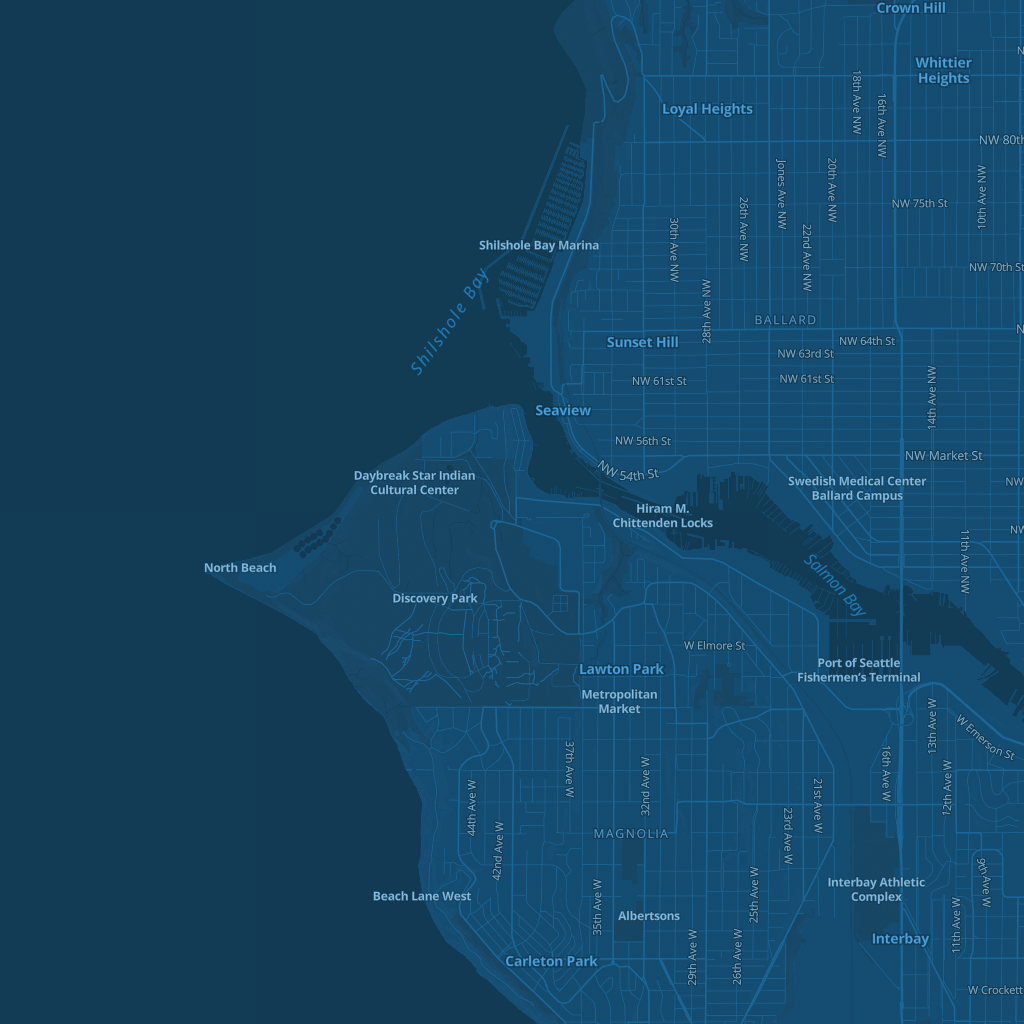 Crown Hill
Whittier
Heights
Loyal Heights
18th Ave NW
16th Ave NW
NW 80th
Jones Ave NW
20th Ave NW
10th Ave NW
26th Ave NW
NW 75th St
30th Ave NW
22nd Ave NW
Shilshole Bay Marina
NW 70th St
Shilshole Bay
28th Ave NW
BALLARD
Sunset Hill
NW 64th St
NW 63rd St
NW 61st St
NW 61st St
14th Ave NW
Seaview
NW 56th St
NW Market St
NW 54th St
Daybreak Star Indian
Cultural Center
Swedish Medical Center
Ballard Campus
NW
Hiram M.
Chittenden Locks
11th Ave NW
North Beach
Salmon Bay
Discovery Park
W Elmore St
Lawton Park
Port of Seattle
Fishermen’s Terminal
Metropolitan
Market
13th Ave W
W Emerson St
37th Ave W
32nd Ave W
16th Ave W
12th Ave W
44th Ave W
21st Ave W
23rd Ave W
42nd Ave W
MAGNOLIA
9th Ave W
Beach Lane West
35th Ave W
25th Ave W
Interbay Athletic
Complex
Albertsons
11th Ave W
29th Ave W
26th Ave W
Interbay
Carleton Park
W Crockett